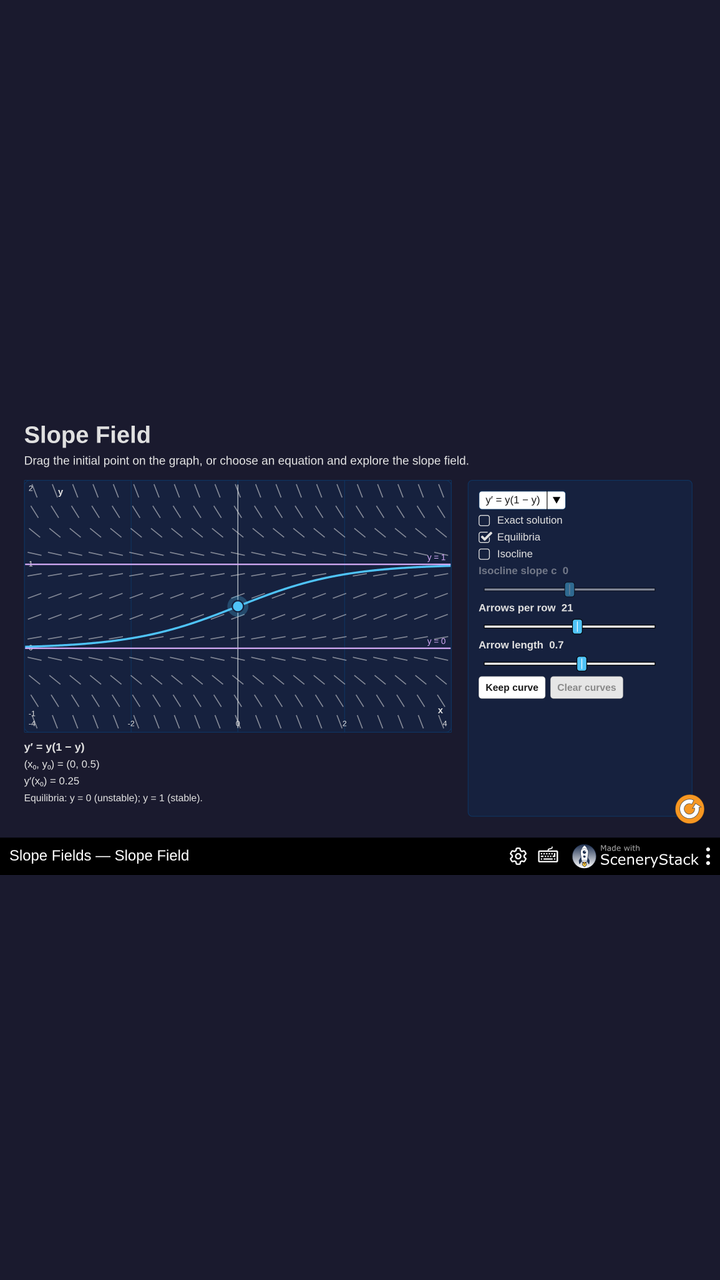 Slope Field
Drag the initial point on the graph, or choose an equation and explore the slope field.
2
y
y = 1
1
y = 0
0
-1
x
-4
-2
0
2
4
y′ = y(1 − y)
Exact solution
Equilibria
Isocline
Isocline slope c 0
Arrows per row 21
Arrow length 0.7
Keep curve
Clear curves
y′ = y(1 − y)
(x₀, y₀) = (0, 0.5)
y′(x₀) = 0.25
Equilibria: y = 0 (unstable); y = 1 (stable).
Slope Fields — Slope Field
Made with
SceneryStack